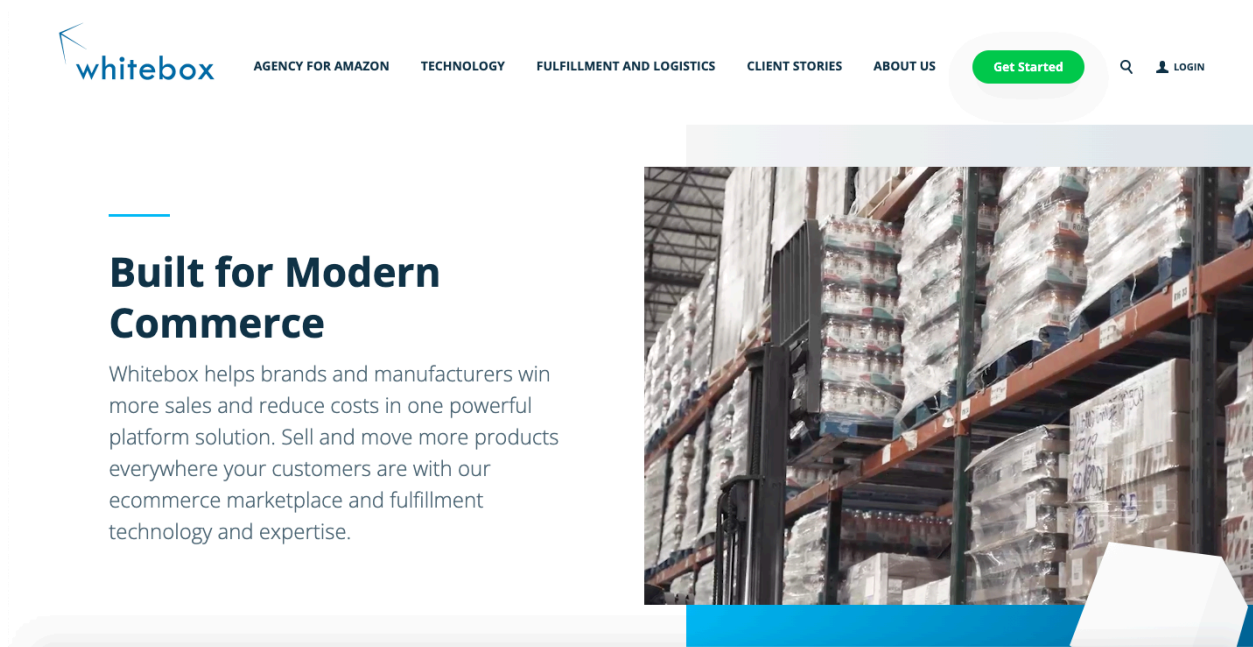 whitebox
AGENCY FOR AMAZON
TECHNOLOGY
FULFILLMENT AND LOGISTICS
CLIENT STORIES
ABOUT US
Get Started
LOGIN
Built for Modern
Commerce
Whitebox helps brands and manufacturers win
more sales and reduce costs in one powerful
platform solution. Sell and move more products
everywhere your customers are with our
ecommerce marketplace and fulfillment
technology and expertise.